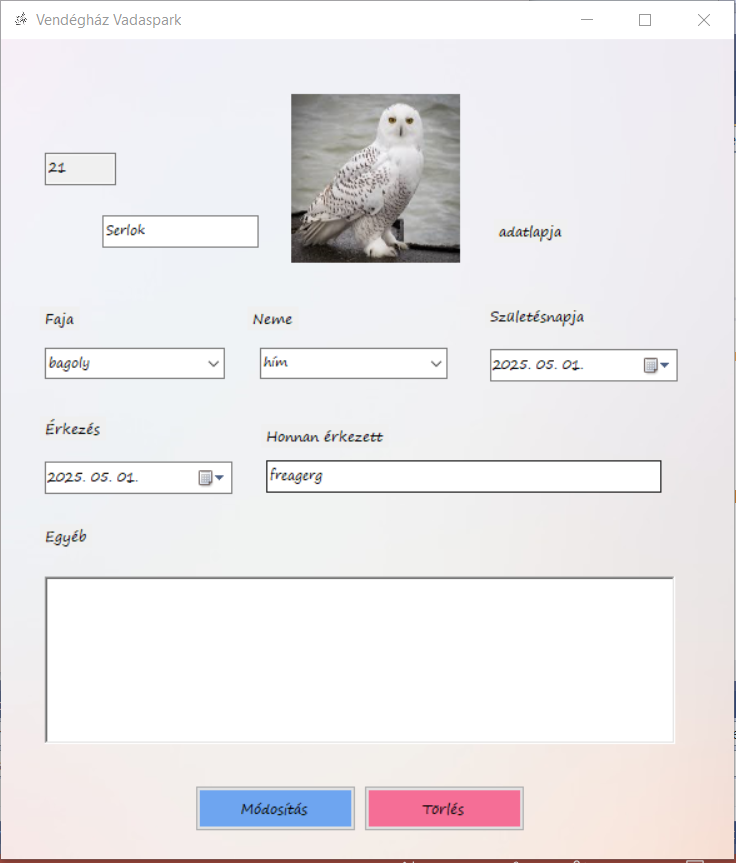 Vendégház Vadaspark
21
Serlok
adatlapja
Faja
Neme
Születésnapja
bagoly
hím
2025. 05. 01.
Érkezés
Honnan érkezett
2025. 05. 01.
freagerg
Egyéb
Módosítás
Törlés